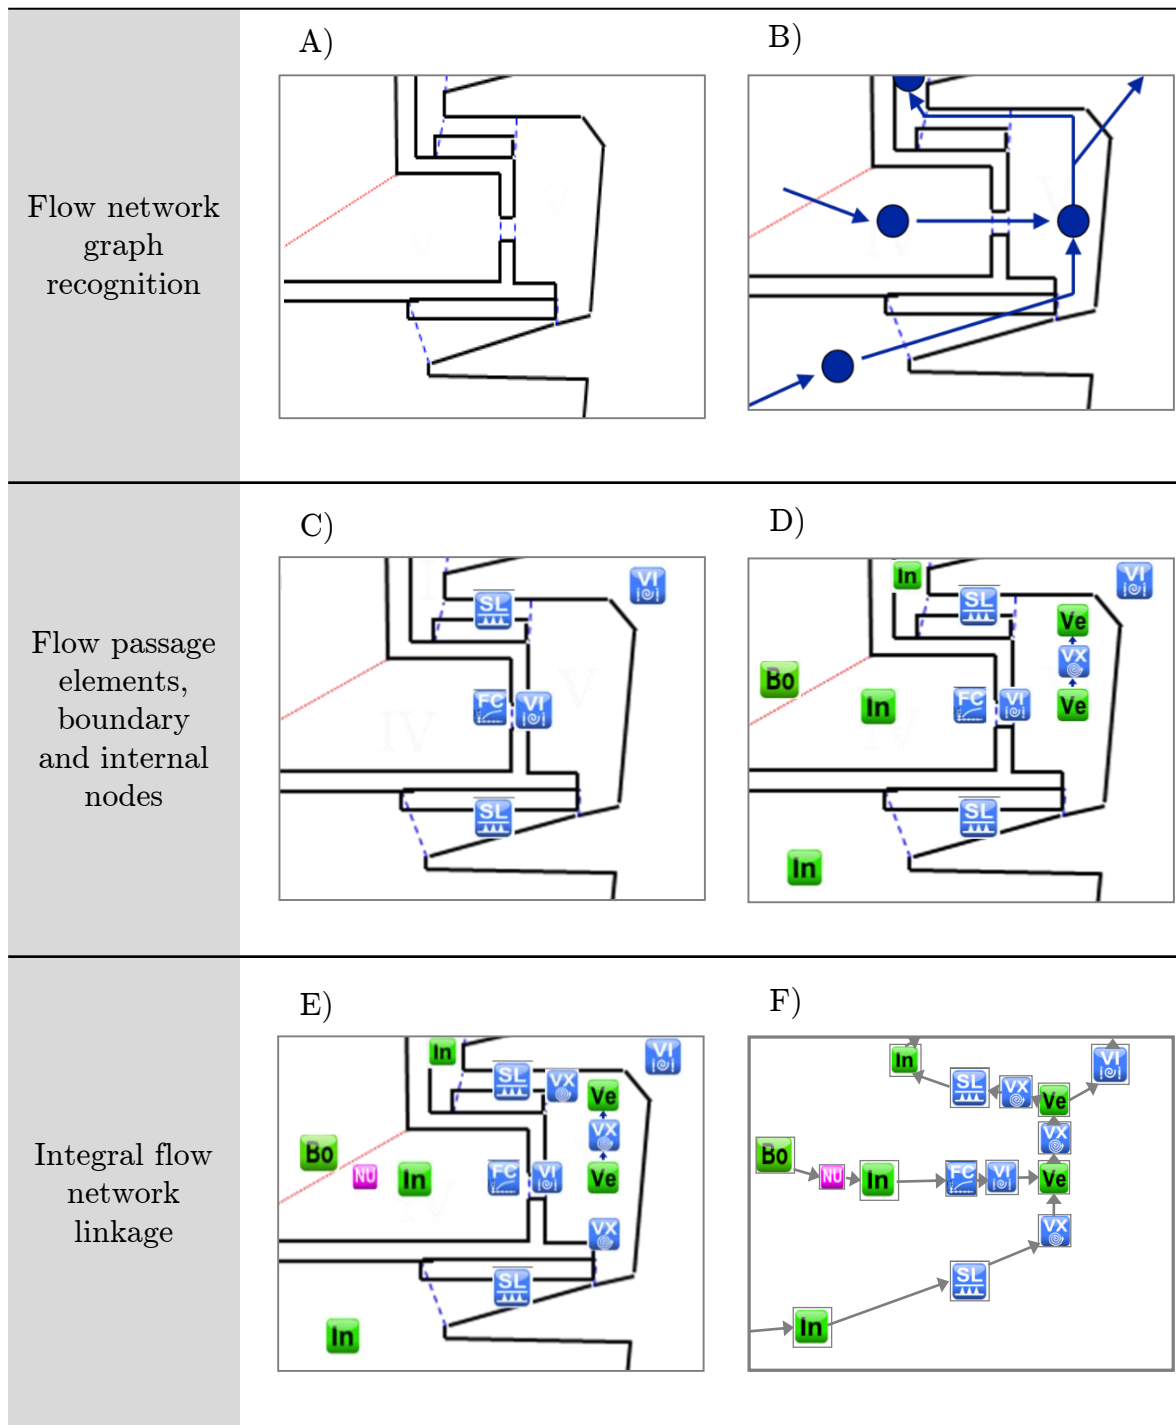 A)
B)
Flow network
graph
recognition
V
V
C)
D)
Flow passage
elements,
boundary
and internal
nodes
VI
SL
FC
VI
SL
IV
V
In
SL
VI
Ve
VX
Ve
Bo
In
FC
VI
IV
SL
In
E)
F)
Integral flow
network
linkage
In
SL
VX
VI
Ve
VX
Ve
Bo
NU
In
FC
VI
IV
VX
SL
In
In
SL
VX
Ve
VI
VX
Bo
NU
In
FC
VI
Ve
VX
SL
In